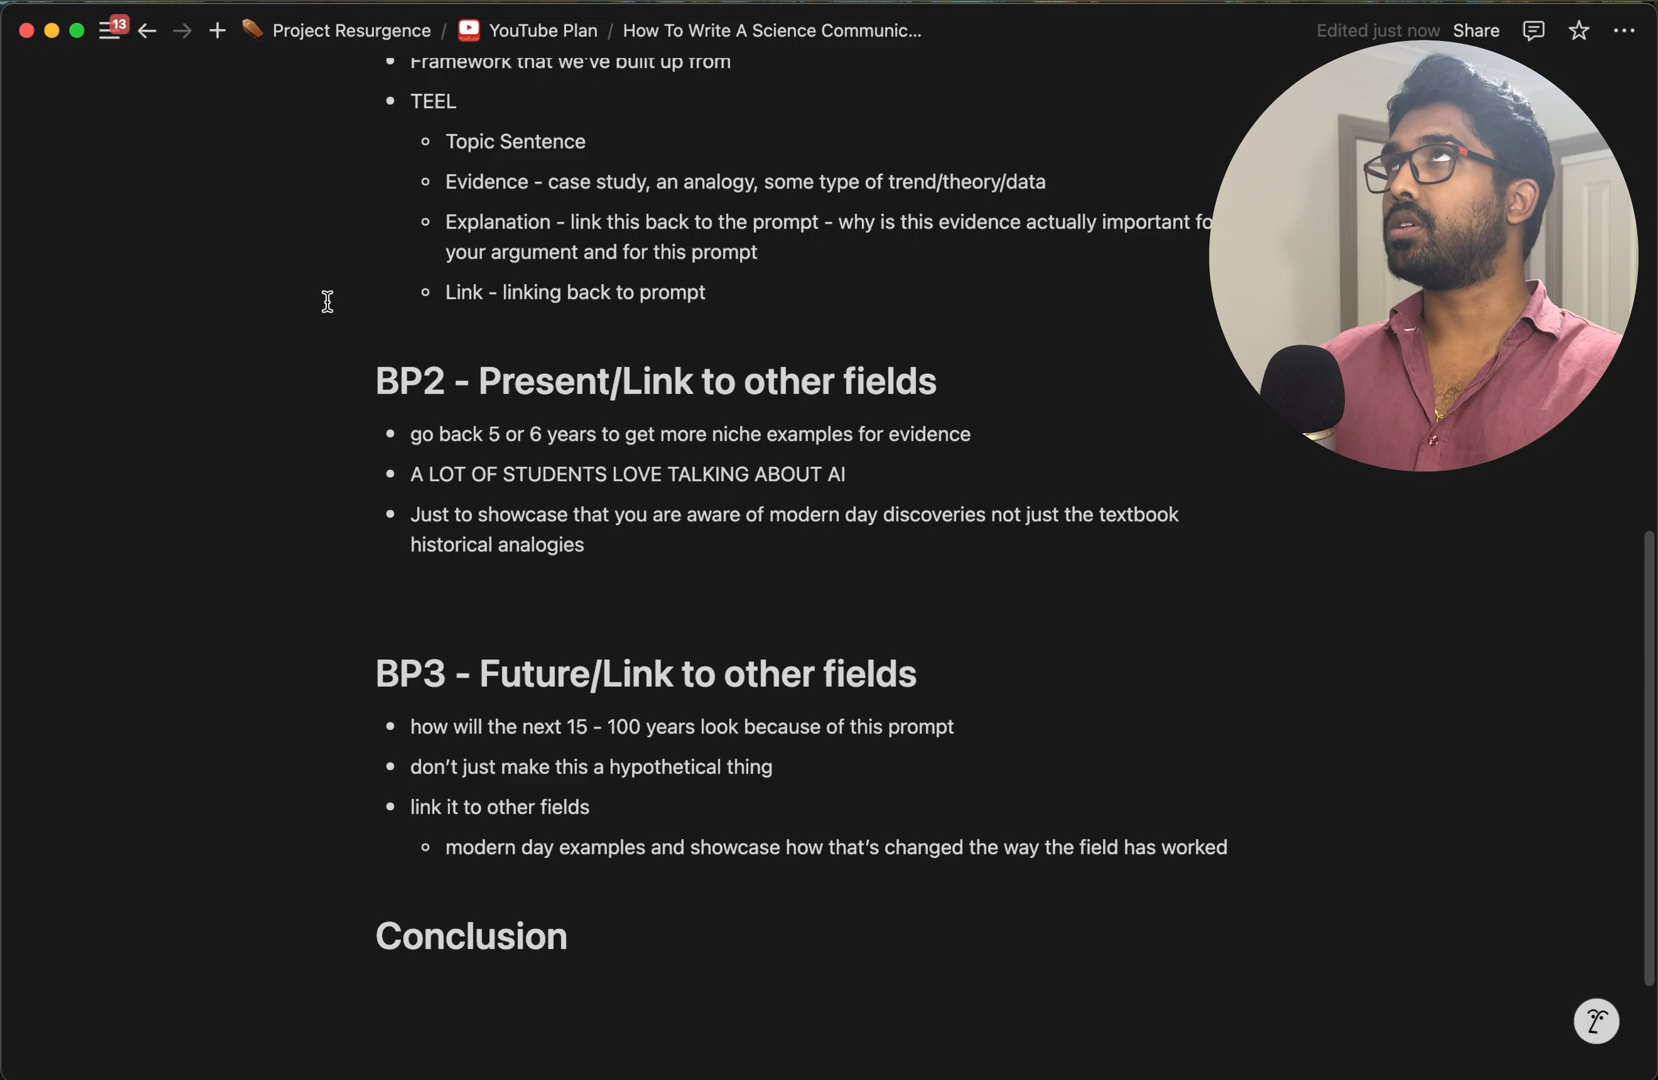 13
Project Resurgence / YouTube Plan / How To Write A Science Communic...
Edited just now Share
Framework that we've built up from
TEEL
Topic Sentence
Evidence - case study, an analogy, some type of trend/theory/data
Explanation - link this back to the prompt - why is this evidence actually important fo
your argument and for this prompt
Link - linking back to prompt
BP2 - Present/Link to other fields
go back 5 or 6 years to get more niche examples for evidence
A LOT OF STUDENTS LOVE TALKING ABOUT AI
Just to showcase that you are aware of modern day discoveries not just the textbook
historical analogies
BP3 - Future/Link to other fields
how will the next 15 - 100 years look because of this prompt
don't just make this a hypothetical thing
link it to other fields
modern day examples and showcase how that's changed the way the field has worked
Conclusion